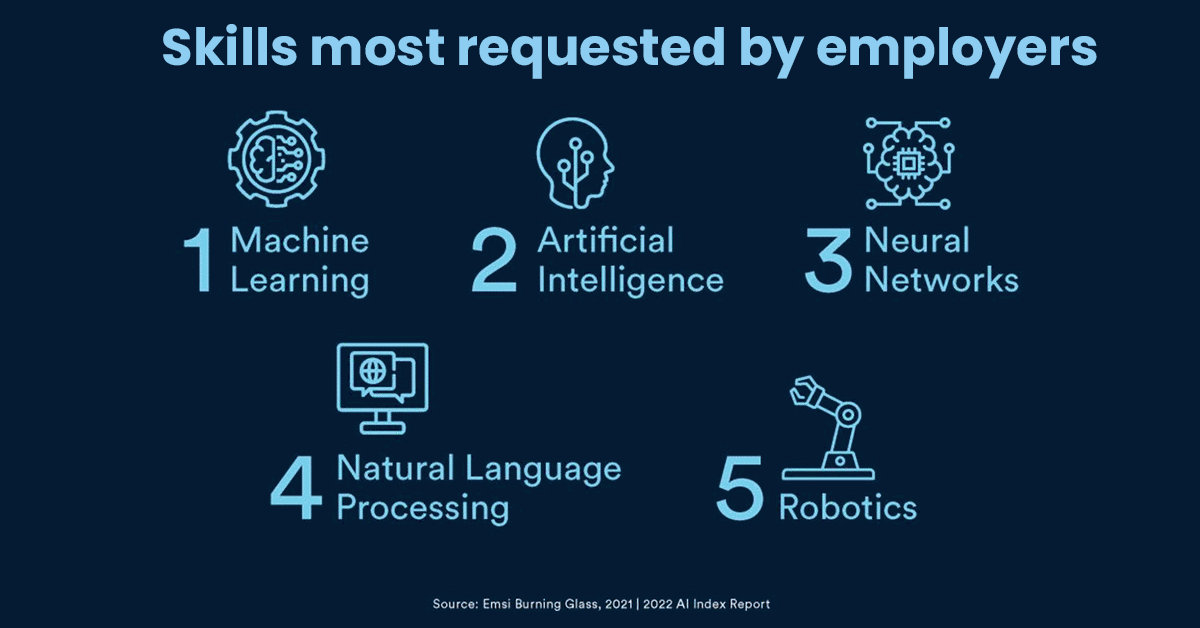 Skills most requested by employers
1 Machine
Learning
2 Artificial
Intelligence
3 Neural
Networks
4 Natural Language
Processing
5 Robotics
Source: Emsi Burning Glass, 2021 | 2022 AI Index Report